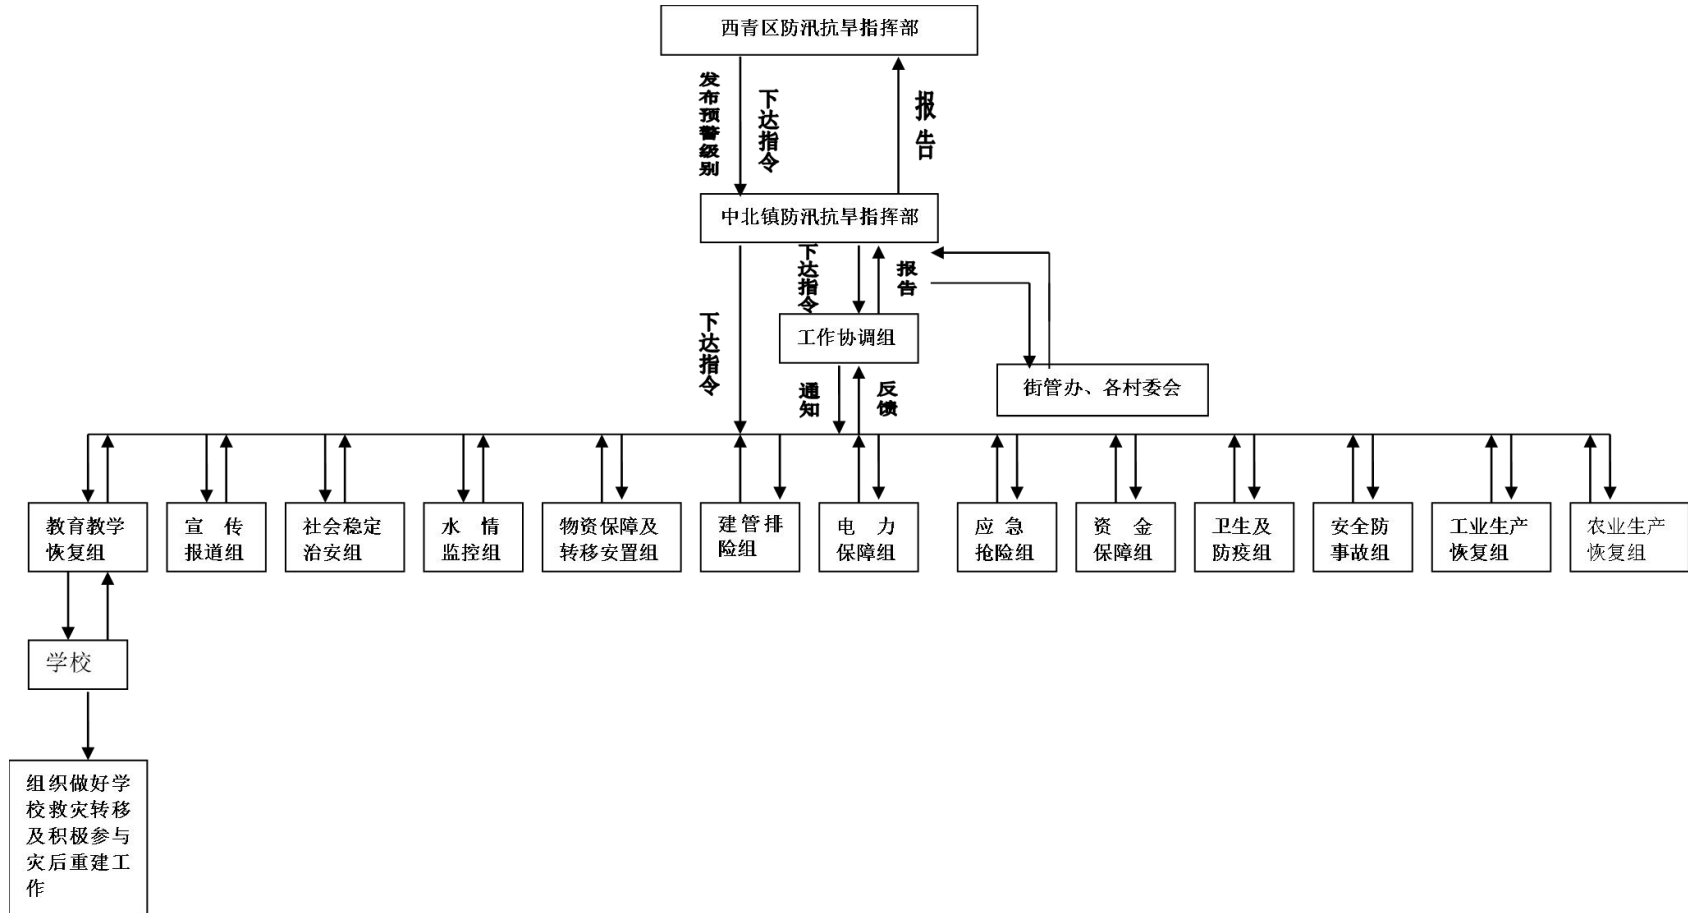 西青区防汛抗旱指挥部
发布预警级别
下达指令
报告
中北镇防汛抗旱指挥部
下达指令
报告
下达指令
工作协调组
街管办、各村委会
通知
反馈
教育教学
恢复组
宣 传
报道组
社会稳定
治安组
水 情
监控组
物资保障及
转移安置组
建管排
险组
电 力
保障组
应 急
抢险组
资 金
保障组
卫生及
防疫组
安全防
事故组
工业生产
恢复组
农业生产
恢复组
学校
组织做好学
校救灾转移
及积极参与
灾后重建工
作